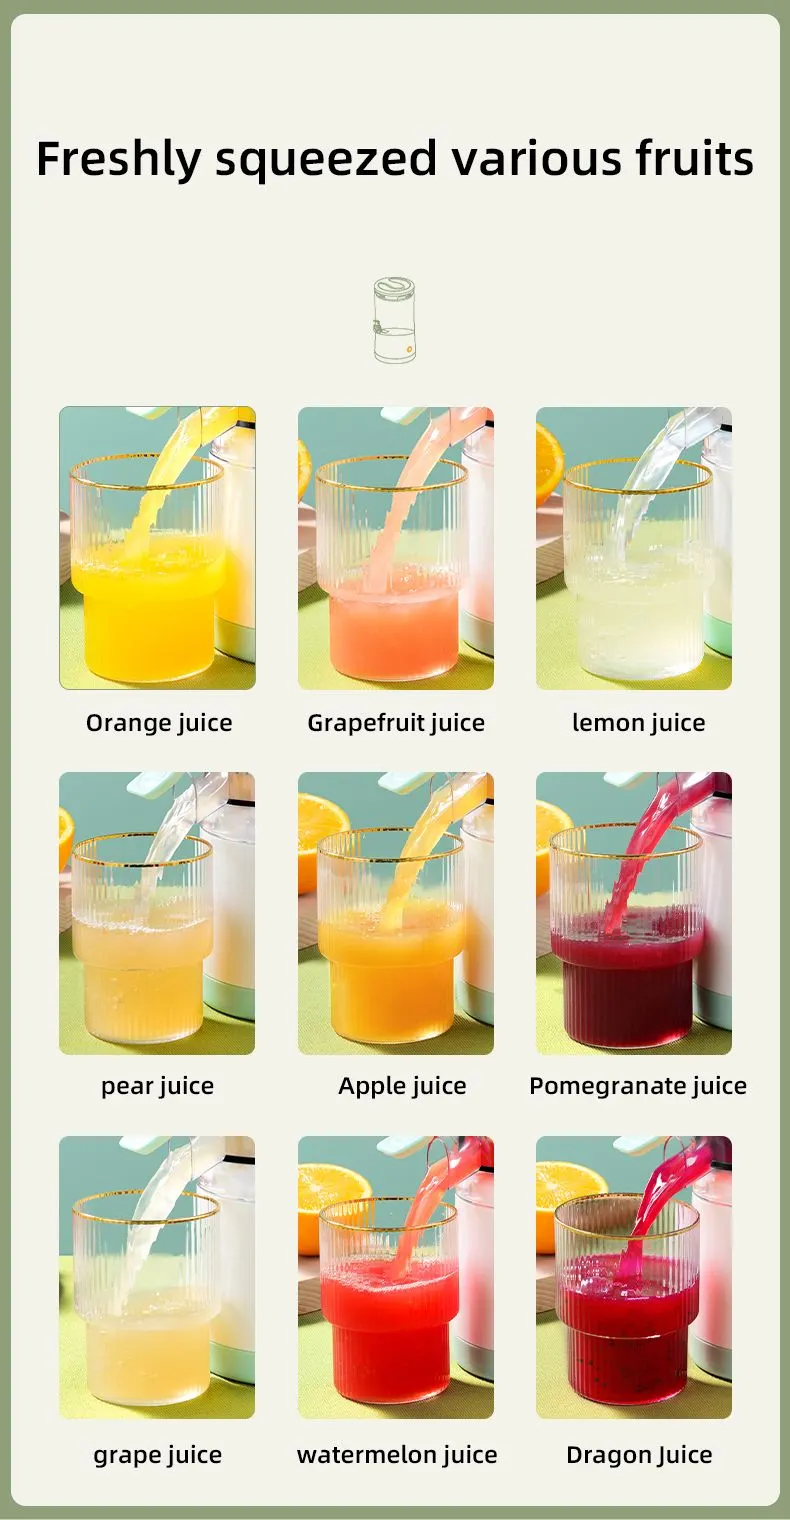 Freshly squeezed various fruits
Orange juice
Grapefruit juice
lemon juice
pear juice
Apple juice
Pomegranate juice
grape juice
watermelon juice
Dragon Juice